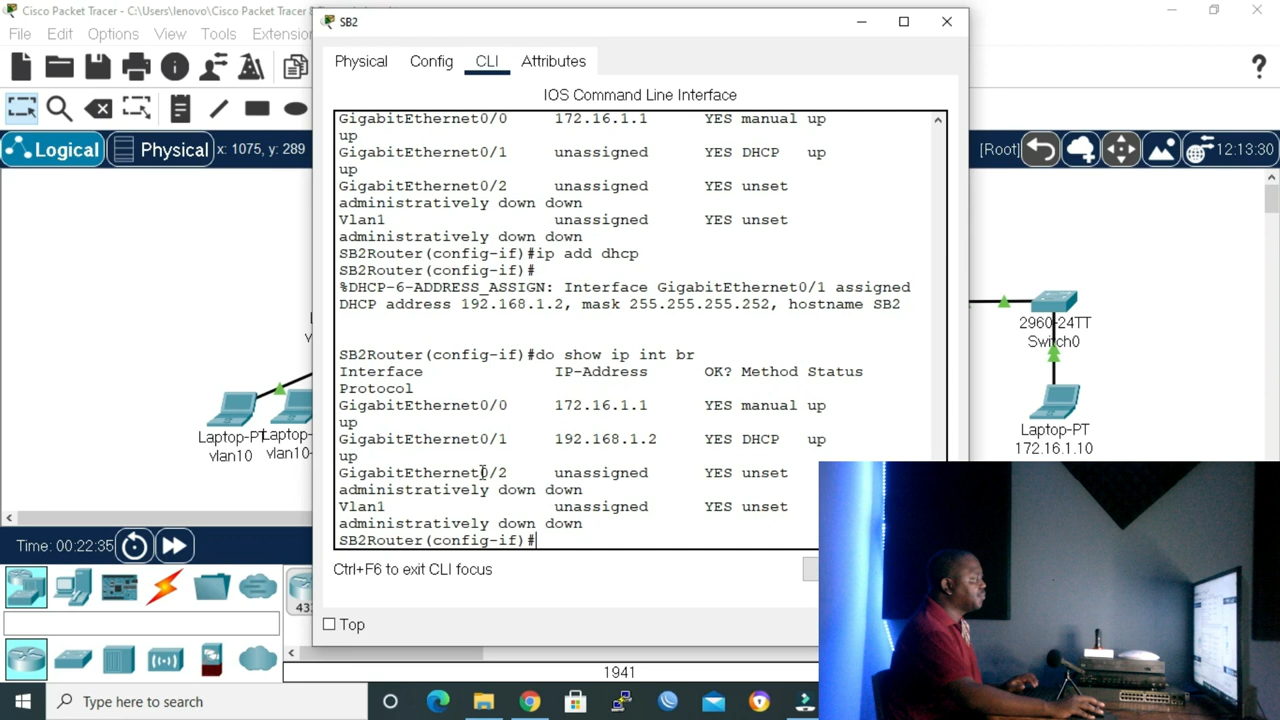 Cisco Packet Tracer - C:\Users\lenovo\Cisco Packet Tracer &
SB2
File Edit Options View Tools Extension
Physical Config CLI Attributes
IOS Command Line Interface
Logical Physical x: 1075, y: 289
[Root] 12:13:30
GigabitEthernet0/0 172.16.1.1 YES manual up
up
GigabitEthernet0/1 unassigned YES DHCP up
up
GigabitEthernet0/2 unassigned YES unset
administratively down down
Vlan1 unassigned YES unset
administratively down down
SB2Router(config-if)#ip add dhcp
SB2Router(config-if)#
%DHCP-6-ADDRESS_ASSIGN: Interface GigabitEthernet0/1 assigned
DHCP address 192.168.1.2, mask 255.255.255.252, hostname SB2
SB2Router(config-if)#do show ip int br
Interface IP-Address OK? Method Status
Protocol
GigabitEthernet0/0 172.16.1.1 YES manual up
up
GigabitEthernet0/1 192.168.1.2 YES DHCP up
up
GigabitEthernet0/2 unassigned YES unset
administratively down down
Vlan1 unassigned YES unset
administratively down down
SB2Router(config-if)#
Ctrl+F6 to exit CLI focus
Top
2960-24TT
Switch0
Laptop-PT
172.16.1.10
Laptop-PT
vlan10
Laptop-
vlan10-
Time: 00:22:35
43
1941
Type here to search